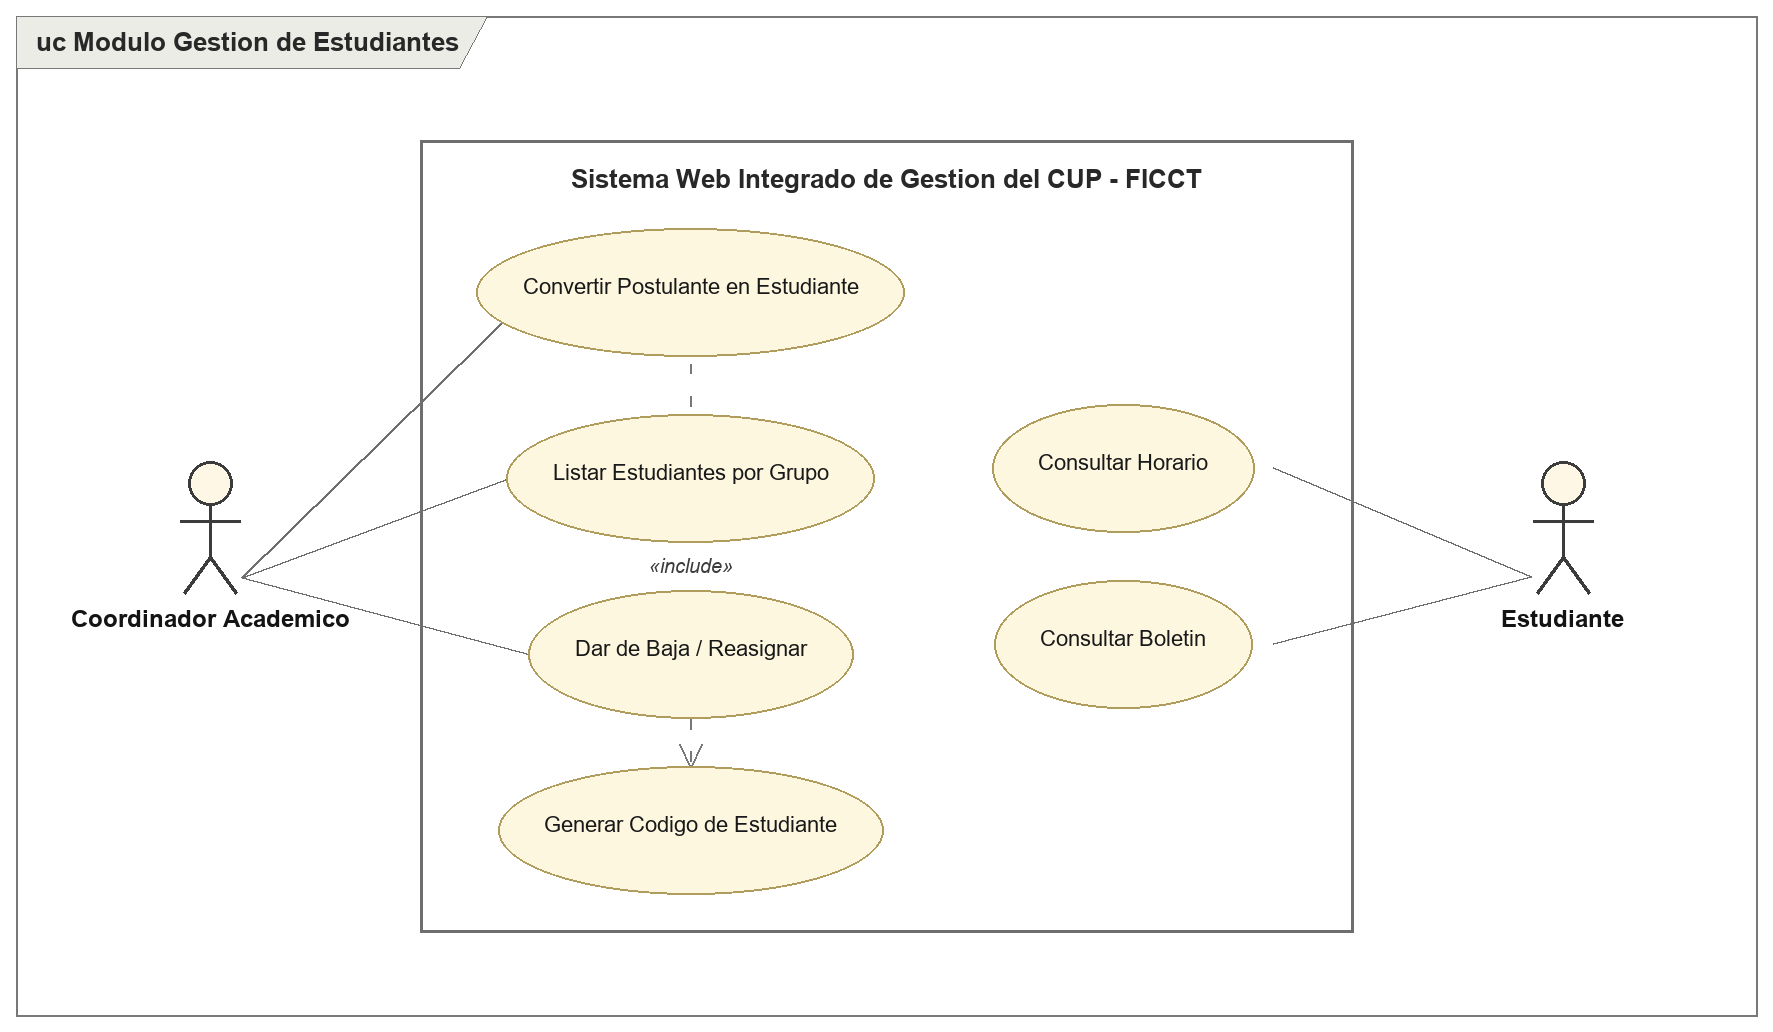 uc Modulo Gestion de Estudiantes
Sistema Web Integrado de Gestion del CUP - FICCT
Convertir Postulante en Estudiante
Listar Estudiantes por Grupo
Consultar Horario
«include»
Coordinador Academico
Estudiante
Dar de Baja / Reasignar
Consultar Boletin
Generar Codigo de Estudiante